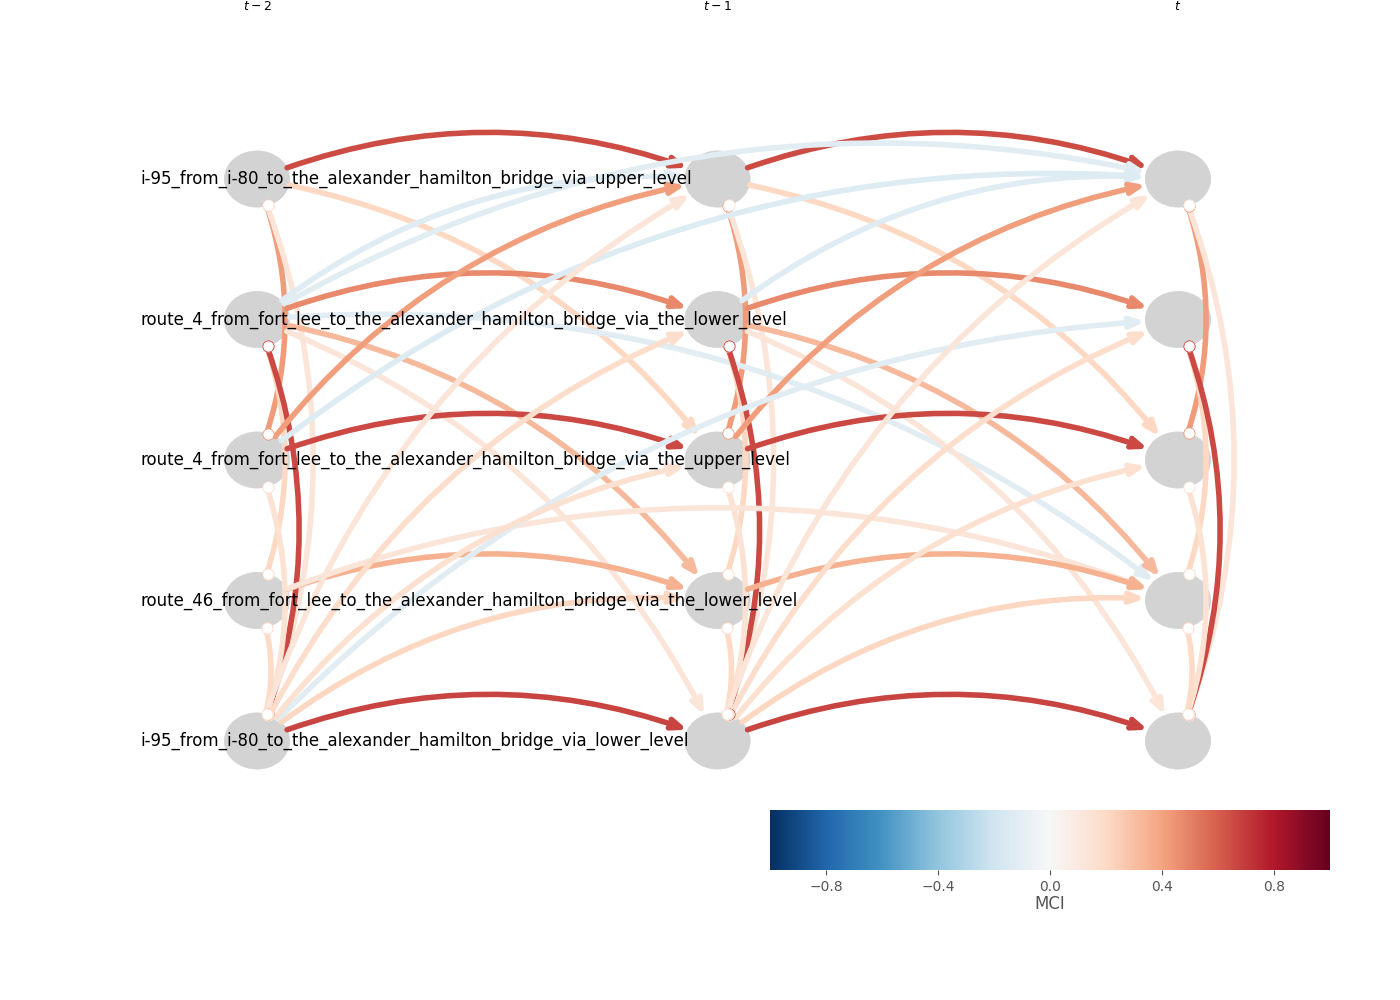 t − 2
t − 1
t
i-95_from_i-80_to_the_alexander_hamilton_bridge_via_upper_level
route_4_from_fort_lee_to_the_alexander_hamilton_bridge_via_the_lower_level
route_4_from_fort_lee_to_the_alexander_hamilton_bridge_via_the_upper_level
route_46_from_fort_lee_to_the_alexander_hamilton_bridge_via_the_lower_level
i-95_from_i-80_to_the_alexander_hamilton_bridge_via_lower_level
−0.8 −0.4 0.0 0.4 0.8
MCI